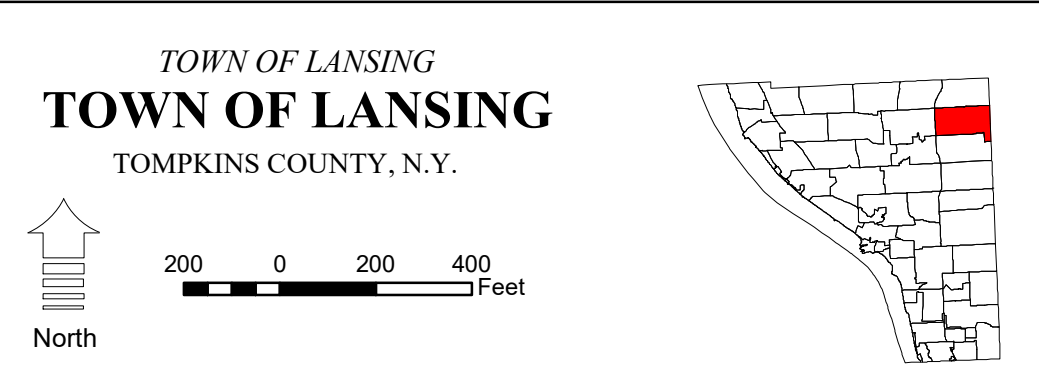 TOWN OF LANSING
TOWN OF LANSING
TOMPKINS COUNTY, N.Y.
200 0 200 400
Feet
North